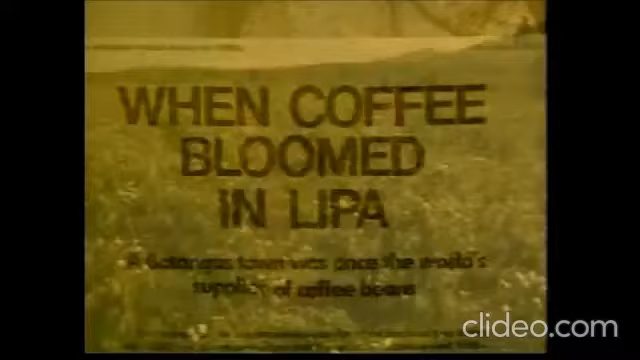 WHEN COFFEE
BLOOMED
IN LIPA
A Batangas town was once the world's
supplier of coffee beans
clideo.com